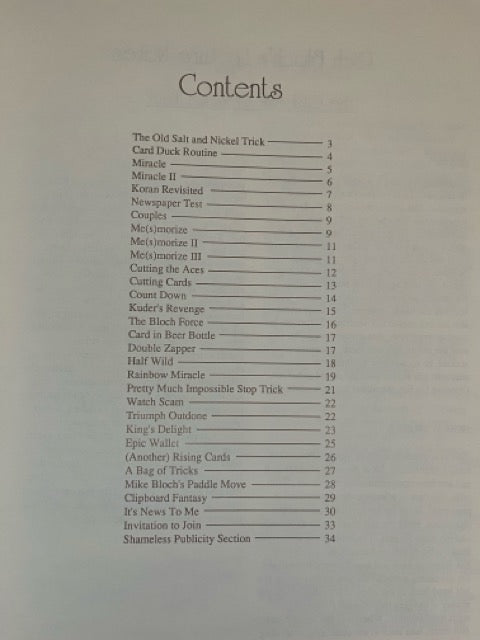 Contents
The Old Salt and Nickel Trick 3
Card Duck Routine 4
Miracle 5
Miracle II 6
Koran Revisited 7
Newspaper Test 8
Couples 9
Me(s)morize 9
Me(s)morize II 11
Me(s)morize III 11
Cutting the Aces 12
Cutting Cards 13
Count Down 14
Kuder's Revenge 15
The Bloch Force 16
Card in Beer Bottle 17
Double Zapper 17
Half Wild 18
Rainbow Miracle 19
Pretty Much Impossible Stop Trick 21
Watch Scam 22
Triumph Outdone 22
King's Delight 23
Epic Wallet 25
(Another) Rising Cards 26
A Bag of Tricks 27
Mike Bloch's Paddle Move 28
Clipboard Fantasy 29
It's News To Me 30
Invitation to Join 33
Shameless Publicity Section 34